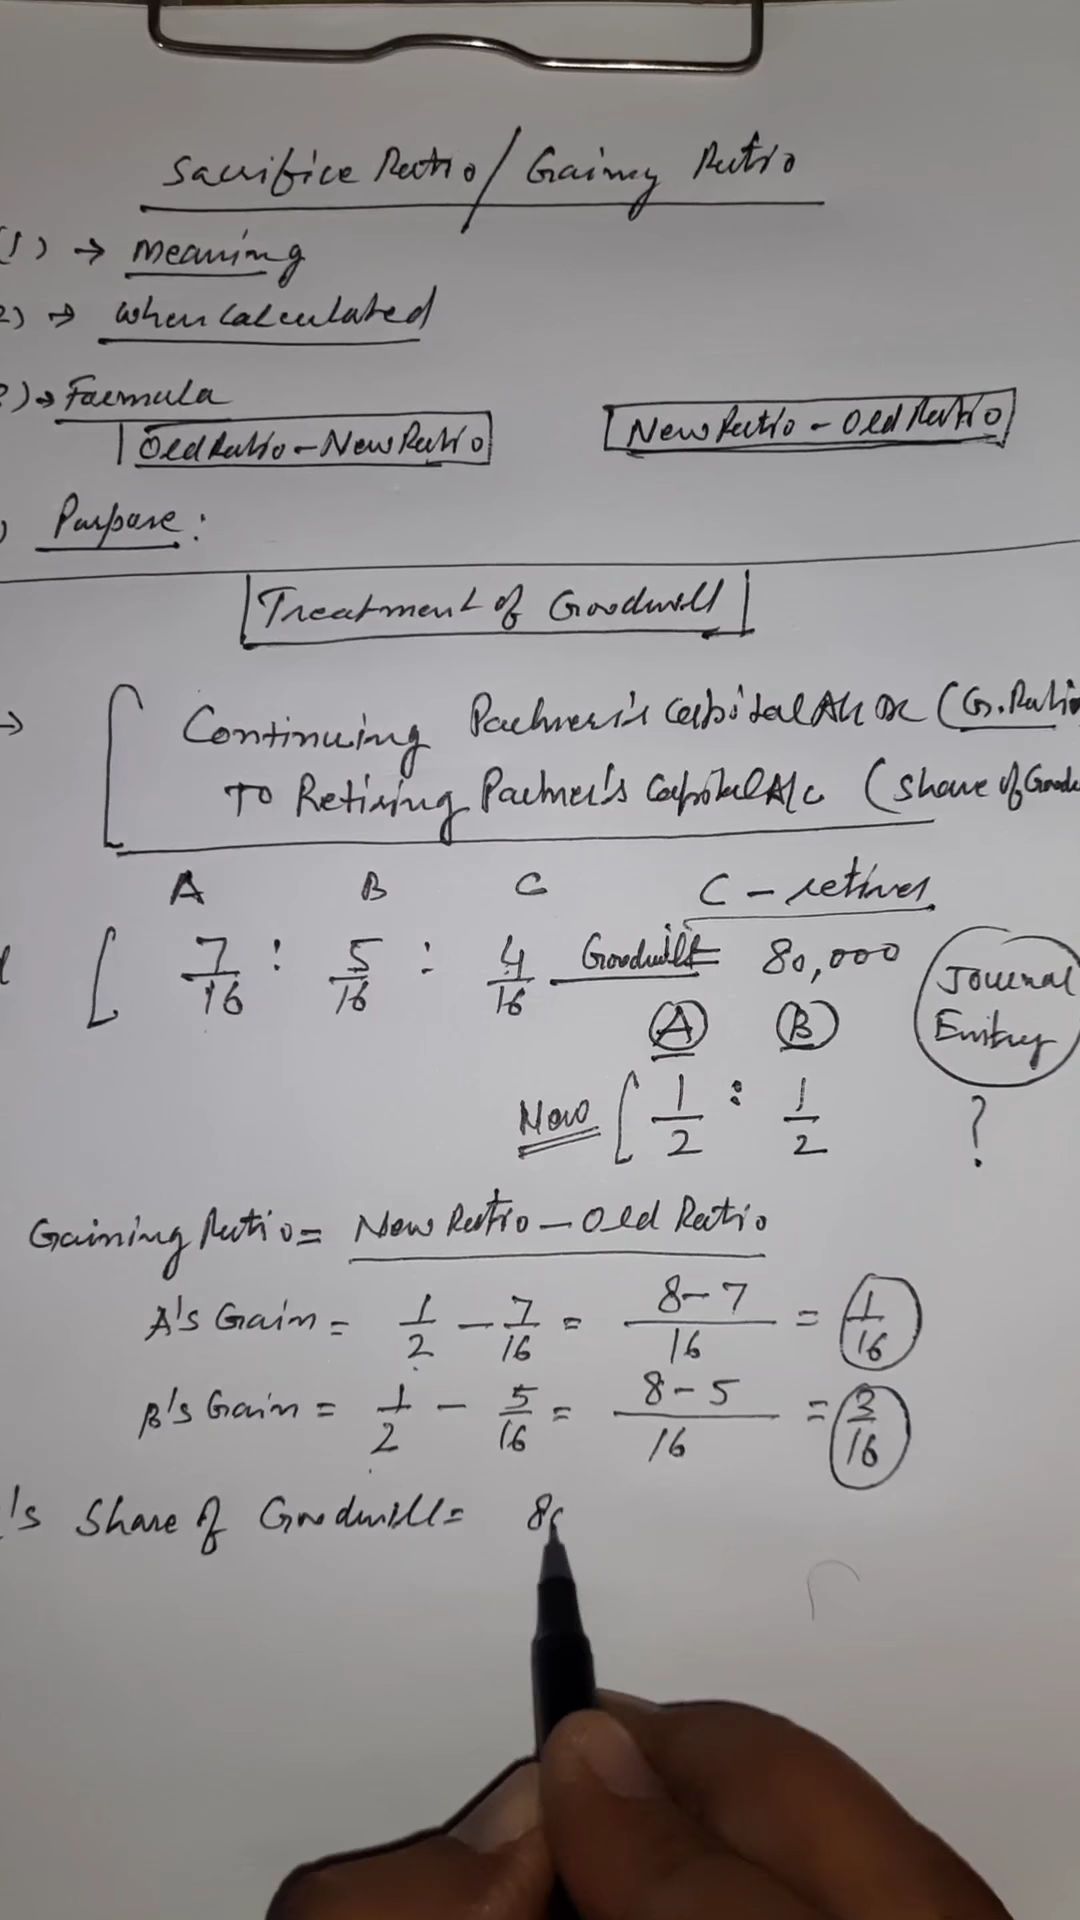 Sacrifice Ratio / Gaining Ratio
1) → Meaning
2) → When Calculated
3) → Formula
Old Ratio - New Ratio New Ratio - Old Ratio
) Purpose :
Treatment of Goodwill
→ Continuing Partner's Capital A/c Dr (G. Ratio
To Retiring Partner's Capital A/c (Share of Goodw
A B C C - retires
7/16 : 5/16 : 4/16 Goodwill = 80,000 Journal Entry
A B
New 1/2 : 1/2 ?
Gaining Ratio = New Ratio - Old Ratio
A's Gain = 1/2 - 7/16 = 8-7/16 = 1/16
B's Gain = 1/2 - 5/16 = 8-5/16 = 3/16
's Share of Goodwill = 80